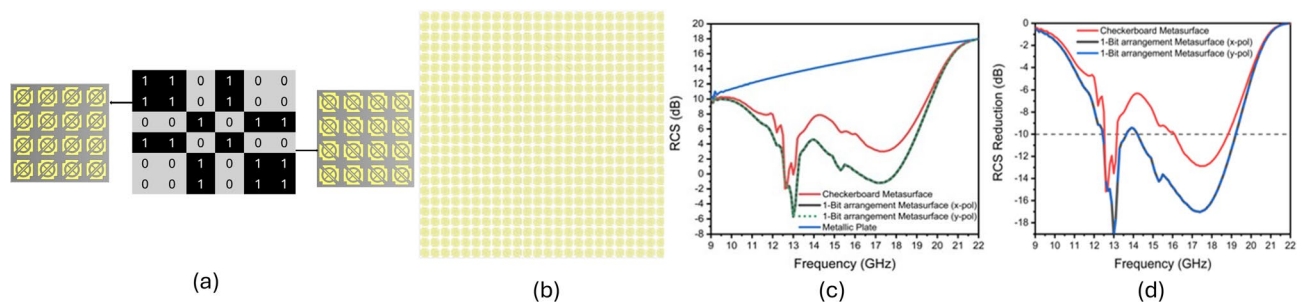 1 1 0 1 0 0
1 1 0 1 0 0
0 0 1 0 1 1
1 1 0 1 0 0
0 0 1 0 1 1
0 0 1 0 1 1
(a)
(b)
RCS (dB)
20
18
16
14
12
10
8
6
4
2
0
-2
-4
-6
-8
Checkerboard Metasurface
1-Bit arrangement Metasurface (x-pol)
1-Bit arrangement Metasurface (y-pol)
Metallic Plate
9 10 11 12 13 14 15 16 17 18 19 20 21 22
Frequency (GHz)
(c)
RCS Reduction (dB)
0
-2
-4
-6
-8
-10
-12
-14
-16
-18
Checkerboard Metasurface
1-Bit arrangement Metasurface (x-pol)
1-Bit arrangement Metasurface (y-pol)
9 10 11 12 13 14 15 16 17 18 19 20 21 22
Frequency (GHz)
(d)